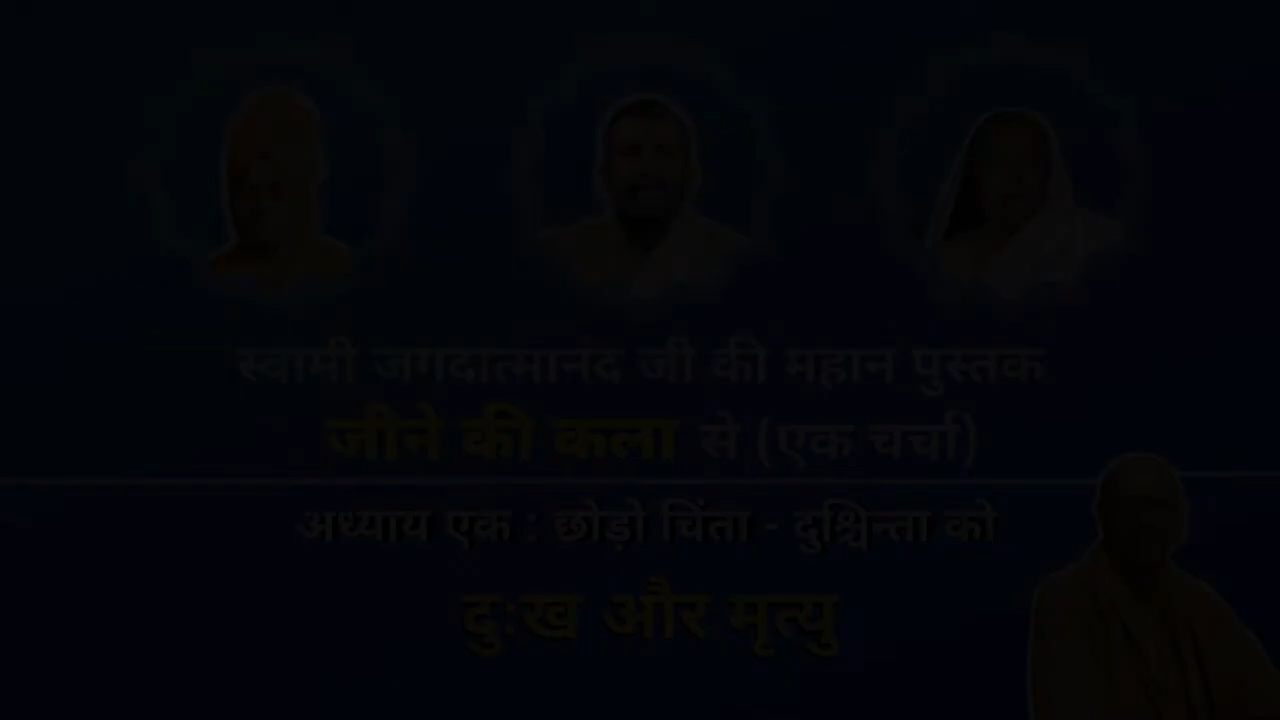 स्वामी जगदात्मानंद जी की महान पुस्तक
जीने की कला से (एक चर्चा)
अध्याय एक : छोड़ो चिंता - दुश्चिन्ता को
दुःख और मृत्यु